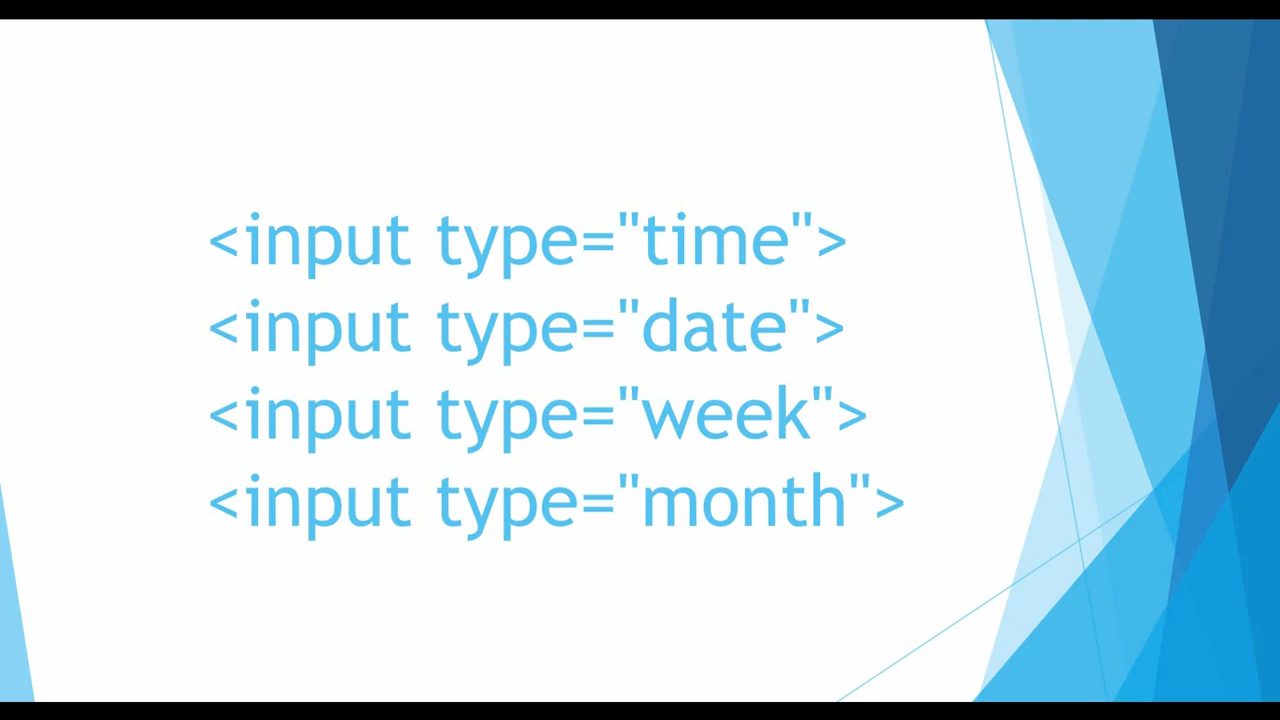 <input type="time">
<input type="date">
<input type="week">
<input type="month">